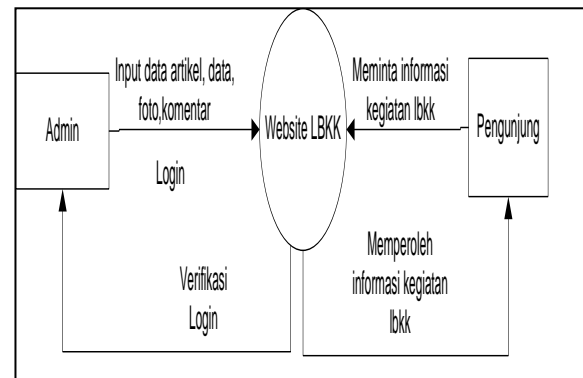 Input data artikel, data,
foto,komentar
Admin
Login
Website LBKK
Meminta informasi
kegiatan lbkk
Pengunjung
Verifikasi
Login
Memperoleh
informasi kegiatan
lbkk